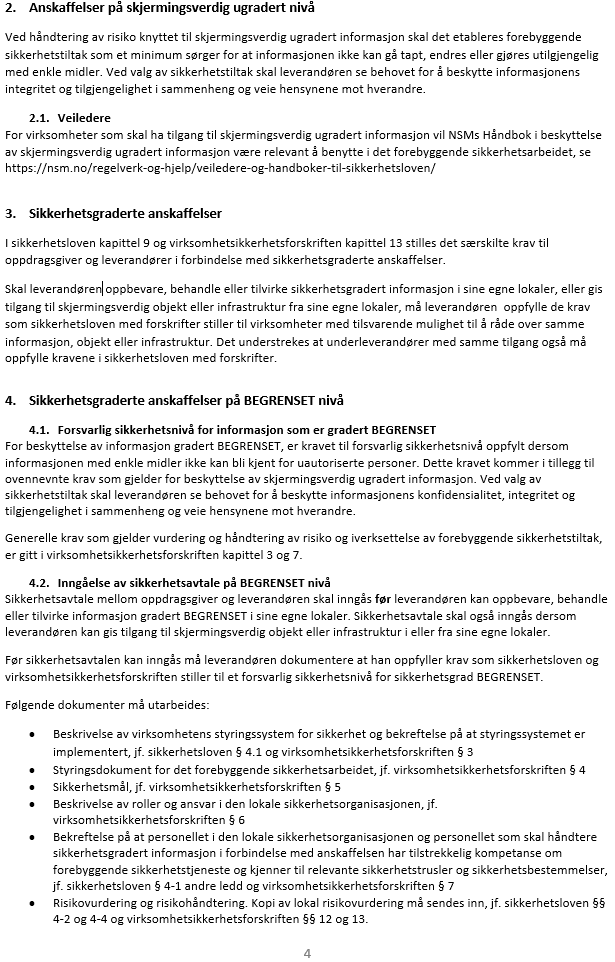 2. Anskaffelser på skjermingsverdig ugradert nivå
Ved håndtering av risiko knyttet til skjermingsverdig ugradert informasjon skal det etableres forebyggende
sikkerhetstiltak som et minimum sørger for at informasjonen ikke kan gå tapt, endres eller gjøres utilgjengelig
med enkle midler. Ved valg av sikkerhetstiltak skal leverandøren se behovet for å beskytte informasjonens
integritet og tilgjengelighet i sammenheng og veie hensynene mot hverandre.
2.1. Veiledere
For virksomheter som skal ha tilgang til skjermingsverdig ugradert informasjon vil NSMs Håndbok i beskyttelse
av skjermingsverdig ugradert informasjon være relevant å benytte i det forebyggende sikkerhetsarbeidet, se
https://nsm.no/regelverk-og-hjelp/veiledere-og-handboker-til-sikkerhetsloven/
3. Sikkerhetsgraderte anskaffelser
I sikkerhetsloven kapittel 9 og virksomhetsikkerhetsforskriften kapittel 13 stilles det særskilte krav til
oppdragsgiver og leverandører i forbindelse med sikkerhetsgraderte anskaffelser.
Skal leverandøren oppbevare, behandle eller tilvirke sikkerhetsgradert informasjon i sine egne lokaler, eller gis
tilgang til skjermingsverdig objekt eller infrastruktur fra sine egne lokaler, må leverandøren oppfylle de krav
som sikkerhetsloven med forskrifter stiller til virksomheter med tilsvarende mulighet til å råde over samme
informasjon, objekt eller infrastruktur. Det understrekes at underleverandører med samme tilgang også må
oppfylle kravene i sikkerhetsloven med forskrifter.
4. Sikkerhetsgraderte anskaffelser på BEGRENSET nivå
4.1. Forsvarlig sikkerhetsnivå for informasjon som er gradert BEGRENSET
For beskyttelse av informasjon gradert BEGRENSET, er kravet til forsvarlig sikkerhetsnivå oppfylt dersom
informasjonen med enkle midler ikke kan bli kjent for uautoriserte personer. Dette kravet kommer i tillegg til
ovennevnte krav som gjelder for beskyttelse av skjermingsverdig ugradert informasjon. Ved valg av
sikkerhetstiltak skal leverandøren se behovet for å beskytte informasjonens konfidensialitet, integritet og
tilgjengelighet i sammenheng og veie hensynene mot hverandre.
Generelle krav som gjelder vurdering og håndtering av risiko og iverksettelse av forebyggende sikkerhetstiltak,
er gitt i virksomhetsikkerhetsforskriften kapittel 3 og 7.
4.2. Inngåelse av sikkerhetsavtale på BEGRENSET nivå
Sikkerhetsavtale mellom oppdragsgiver og leverandøren skal inngås før leverandøren kan oppbevare, behandle
eller tilvirke informasjon gradert BEGRENSET i sine egne lokaler. Sikkerhetsavtale skal også inngås dersom
leverandøren kan gis tilgang til skjermingsverdig objekt eller infrastruktur i eller fra sine egne lokaler.
Før sikkerhetsavtalen kan inngås må leverandøren dokumentere at han oppfyller krav som sikkerhetsloven og
virksomhetsikkerhetsforskriften stiller til et forsvarlig sikkerhetsnivå for sikkerhetsgrad BEGRENSET.
Følgende dokumenter må utarbeides:
• Beskrivelse av virksomhetens styringssystem for sikkerhet og bekreftelse på at styringssystemet er
implementert, jf. sikkerhetsloven § 4.1 og virksomhetsikkerhetsforskriften § 3
• Styringsdokument for det forebyggende sikkerhetsarbeidet, jf. virksomhetsikkerhetsforskriften § 4
• Sikkerhetsmål, jf. virksomhetsikkerhetsforskriften § 5
• Beskrivelse av roller og ansvar i den lokale sikkerhetsorganisasjonen, jf.
virksomhetsikkerhetsforskriften § 6
• Bekreftelse på at personellet i den lokale sikkerhetsorganisasjonen og personellet som skal håndtere
sikkerhetsgradert informasjon i forbindelse med anskaffelsen har tilstrekkelig kompetanse om
forebyggende sikkerhetstjeneste og kjenner til relevante sikkerhetstrusler og sikkerhetsbestemmelser,
jf. sikkerhetsloven § 4-1 andre ledd og virksomhetsikkerhetsforskriften § 7
• Risikovurdering og risikohåndtering. Kopi av lokal risikovurdering må sendes inn, jf. sikkerhetsloven §§
4-2 og 4-4 og virksomhetsikkerhetsforskriften §§ 12 og 13.
4